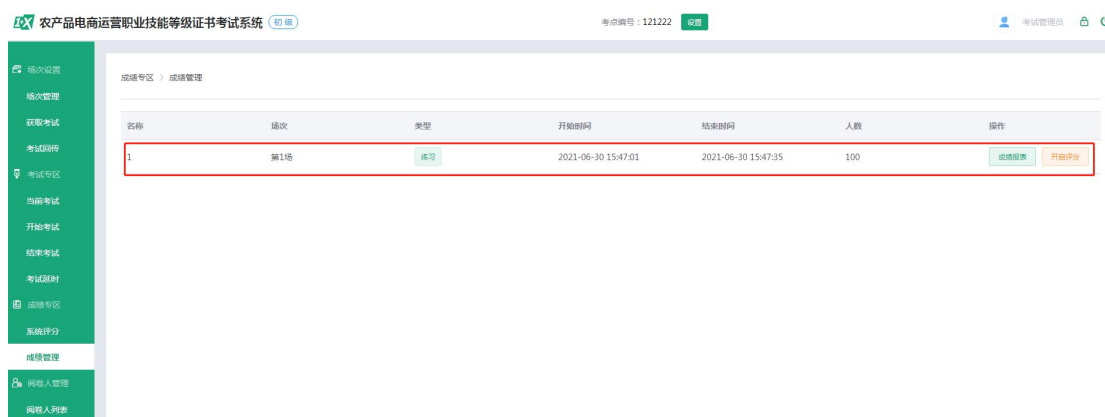 农产品电商运营职业技能等级证书考试系统 初级 考点编号：121222 设置 考试管理员
场次设置
场次管理
获取考试
考试回传
考试专区
当前考试
开始考试
结束考试
考试延时
成绩专区
系统评分
成绩管理
阅卷人管理
阅卷人列表
成绩专区 > 成绩管理
名称 场次 类型 开始时间 结束时间 人数 操作
1 第1场 练习 2021-06-30 15:47:01 2021-06-30 15:47:35 100 成绩报表 开启评分